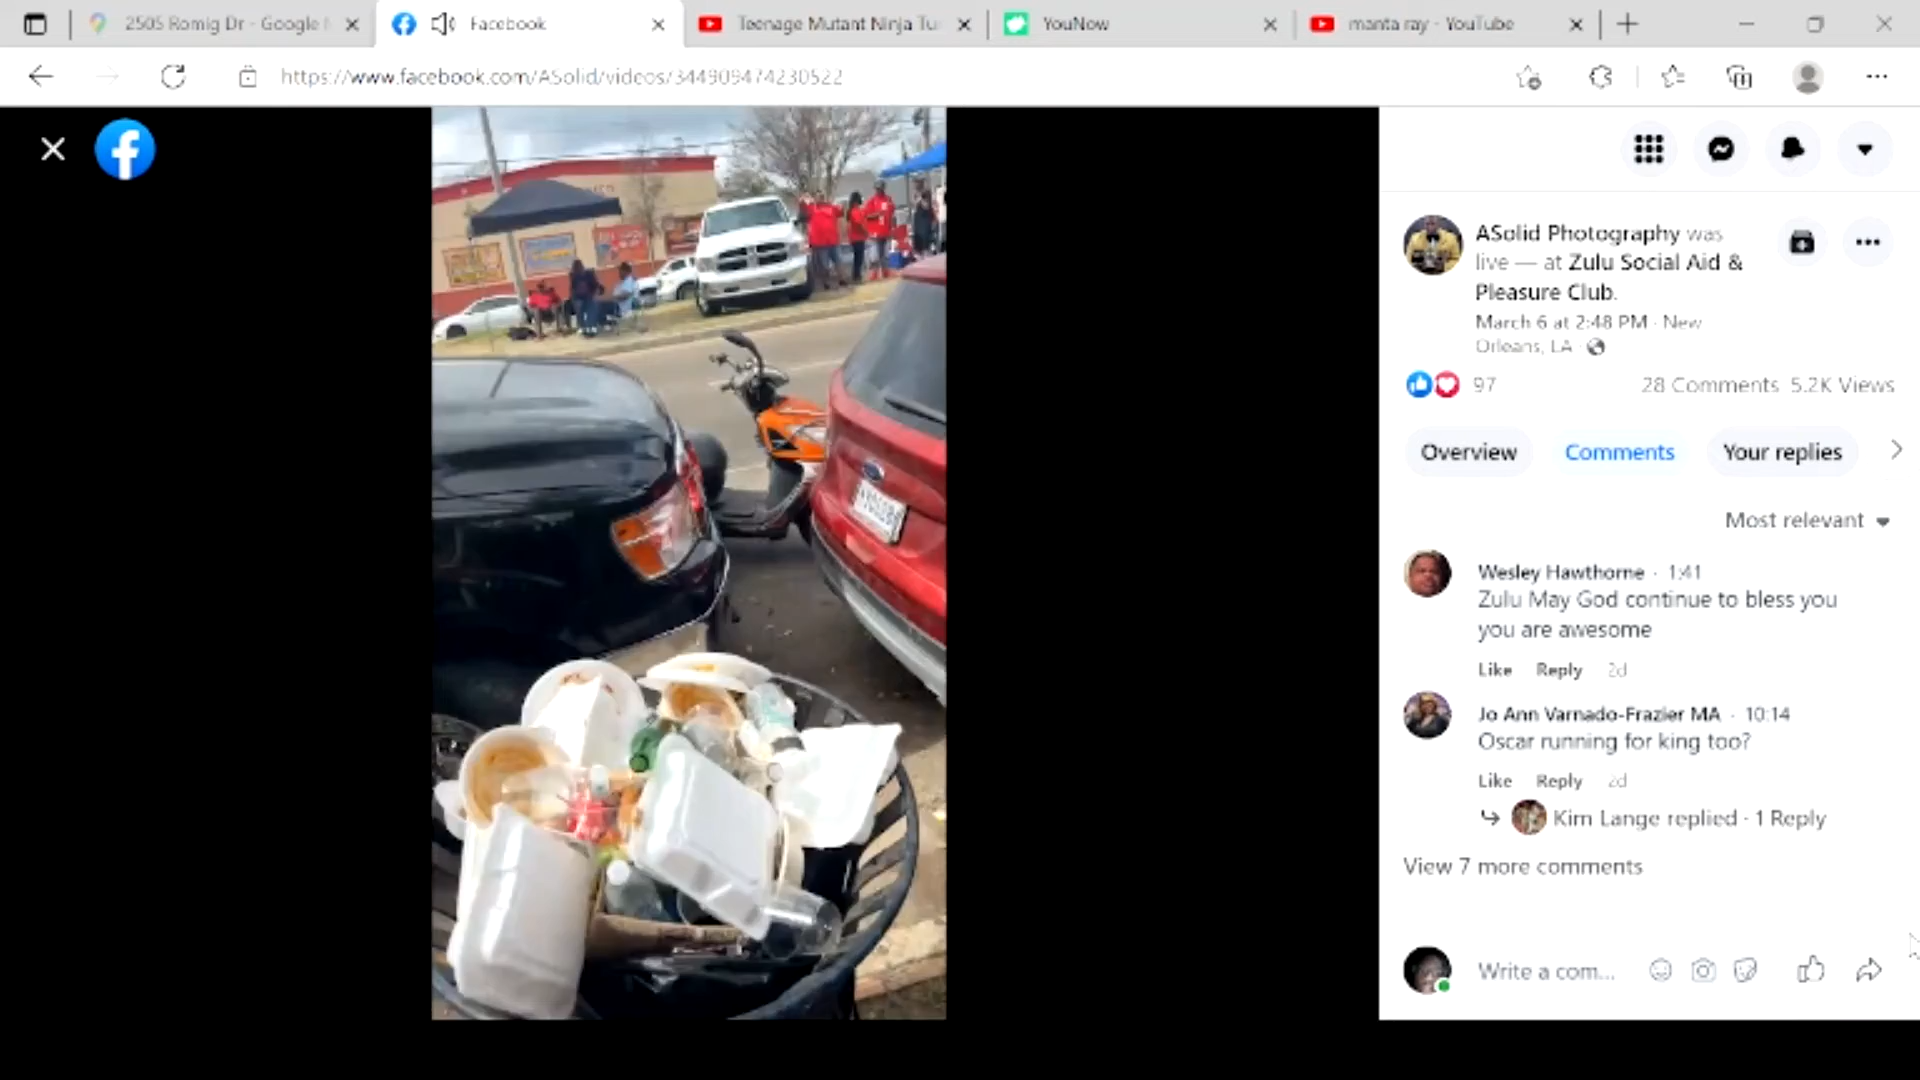 2505 Romig Dr - Google
Facebook
Teenage Mutant Ninja Tu
YouNow
manta ray - YouTube
https://www.facebook.com/ASolid/videos/344909474230522
ASolid Photography was
live — at Zulu Social Aid &
Pleasure Club.
March 6 at 2:48 PM · New
Orleans, LA ·
97
28 Comments 5.2K Views
Overview
Comments
Your replies
Most relevant
Wesley Hawthorne · 1:41
Zulu May God continue to bless you
you are awesome
Like Reply 2d
Jo Ann Varnado-Frazier MA · 10:14
Oscar running for king too?
Like Reply 2d
Kim Lange replied · 1 Reply
View 7 more comments
Write a com...